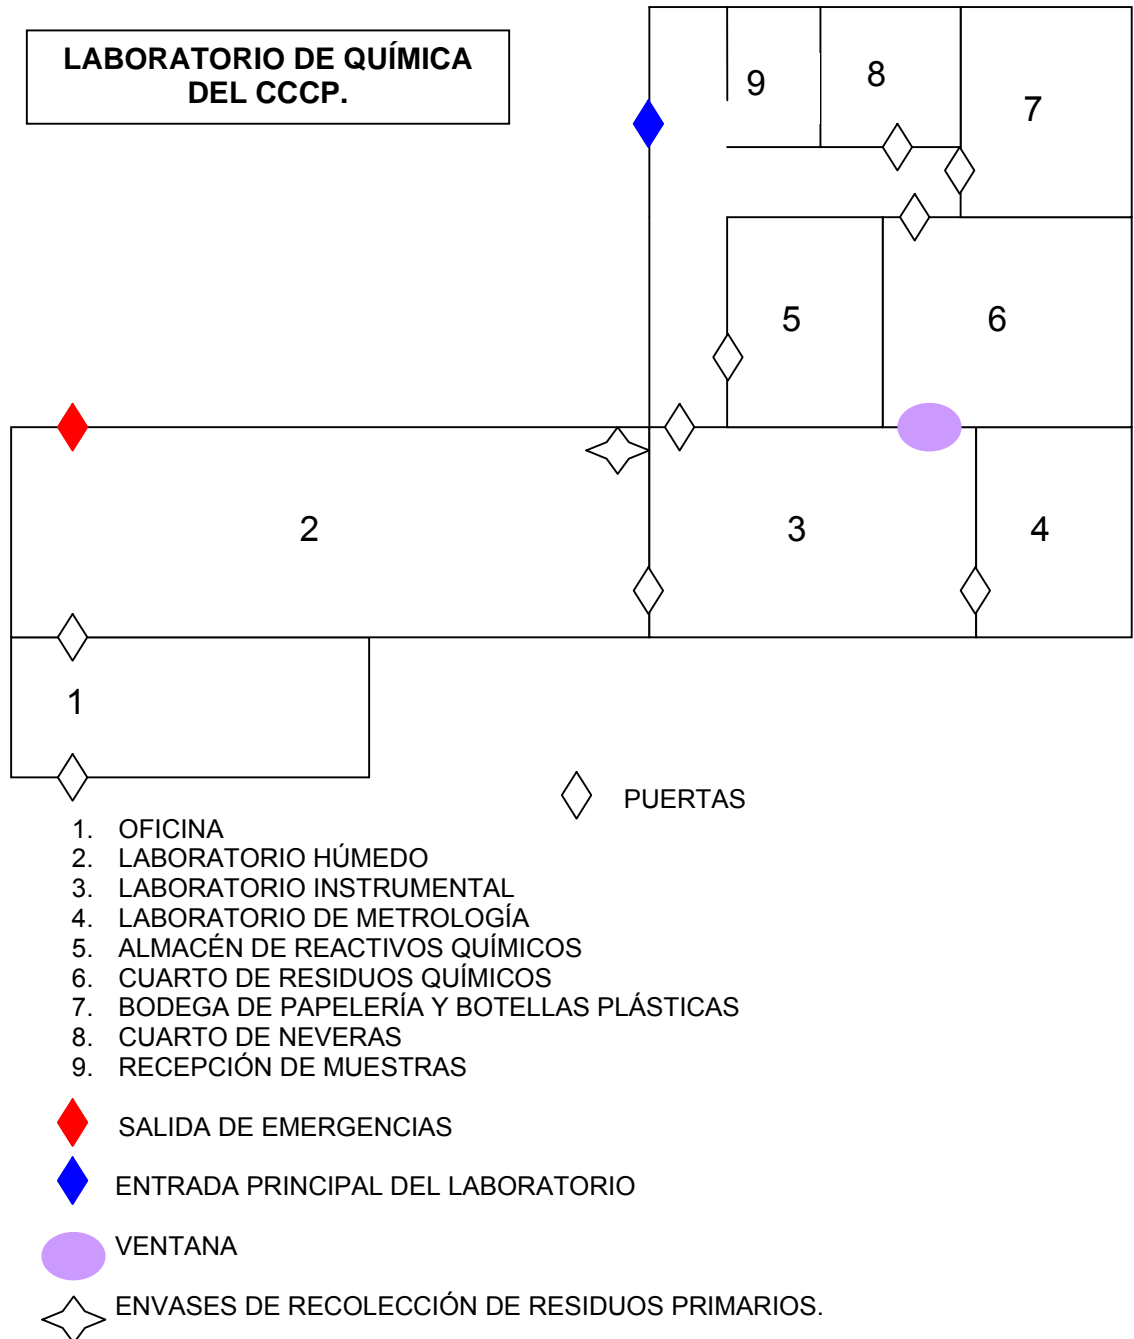 LABORATORIO DE QUÍMICA
DEL CCCP.
9
8
7
5
6
2
3
4
1
PUERTAS
1. OFICINA
2. LABORATORIO HÚMEDO
3. LABORATORIO INSTRUMENTAL
4. LABORATORIO DE METROLOGÍA
5. ALMACÉN DE REACTIVOS QUÍMICOS
6. CUARTO DE RESIDUOS QUÍMICOS
7. BODEGA DE PAPELERÍA Y BOTELLAS PLÁSTICAS
8. CUARTO DE NEVERAS
9. RECEPCIÓN DE MUESTRAS
SALIDA DE EMERGENCIAS
ENTRADA PRINCIPAL DEL LABORATORIO
VENTANA
ENVASES DE RECOLECCIÓN DE RESIDUOS PRIMARIOS.